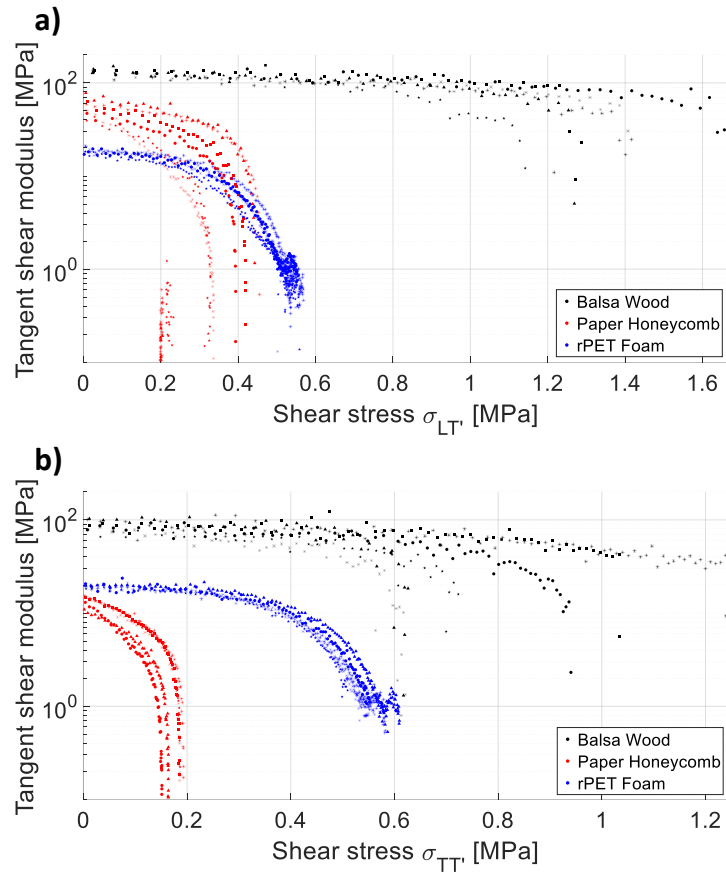 a)
Tangent shear modulus [MPa]
10²
10⁰
Balsa Wood
Paper Honeycomb
rPET Foam
0 0.2 0.4 0.6 0.8 1 1.2 1.4 1.6
Shear stress σLT' [MPa]
b)
Tangent shear modulus [MPa]
10²
10⁰
Balsa Wood
Paper Honeycomb
rPET Foam
0 0.2 0.4 0.6 0.8 1 1.2
Shear stress σTT' [MPa]